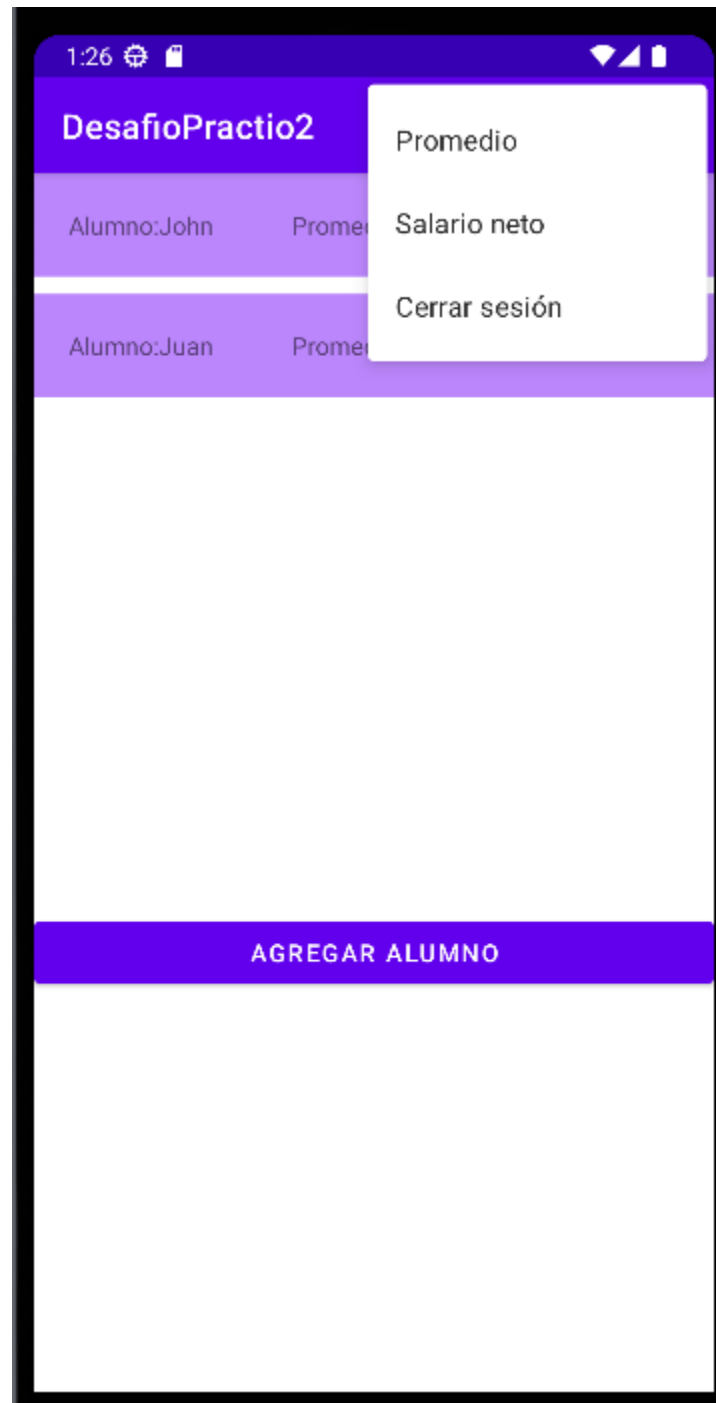 1:26
DesafioPractio2
Promedio
Salario neto
Cerrar sesión
Alumno:John
Alumno:Juan
AGREGAR ALUMNO